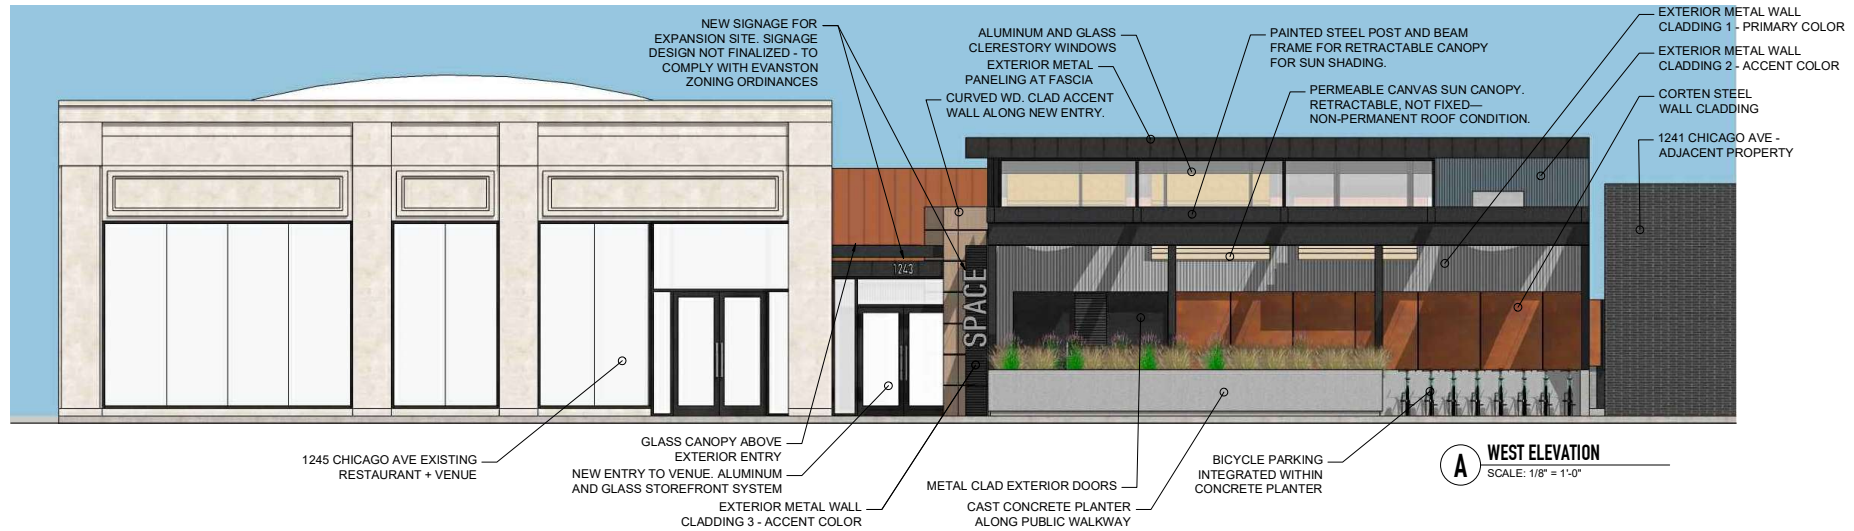 NEW SIGNAGE FOR
EXPANSION SITE. SIGNAGE
DESIGN NOT FINALIZED - TO
COMPLY WITH EVANSTON
ZONING ORDINANCES
ALUMINUM AND GLASS
CLERESTORY WINDOWS
EXTERIOR METAL
PANELING AT FASCIA
CURVED WD. CLAD ACCENT
WALL ALONG NEW ENTRY.
PAINTED STEEL POST AND BEAM
FRAME FOR RETRACTABLE CANOPY
FOR SUN SHADING.
PERMEABLE CANVAS SUN CANOPY.
RETRACTABLE, NOT FIXED—
NON-PERMANENT ROOF CONDITION.
EXTERIOR METAL WALL
CLADDING 1 - PRIMARY COLOR
EXTERIOR METAL WALL
CLADDING 2 - ACCENT COLOR
CORTEN STEEL
WALL CLADDING
1241 CHICAGO AVE -
ADJACENT PROPERTY
1243
SPACE
1245 CHICAGO AVE EXISTING
RESTAURANT + VENUE
GLASS CANOPY ABOVE
EXTERIOR ENTRY
NEW ENTRY TO VENUE. ALUMINUM
AND GLASS STOREFRONT SYSTEM
EXTERIOR METAL WALL
CLADDING 3 - ACCENT COLOR
METAL CLAD EXTERIOR DOORS
CAST CONCRETE PLANTER
ALONG PUBLIC WALKWAY
BICYCLE PARKING
INTEGRATED WITHIN
CONCRETE PLANTER
A
WEST ELEVATION
SCALE: 1/8" = 1'-0"